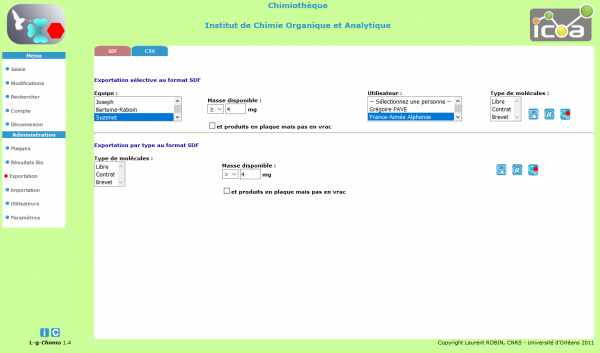 Chimiothèque
Institut de Chimie Organique et Analytique
icoa
Menu
Saisie
Modifications
Rechercher
Compte
Déconnexion
Administration
Plaques
Résultats Bio
Exportation
Importation
Utilisateurs
Paramètres
i C
L-g-Chimio 1.4
SDF CSV
Exportation sélective au format SDF
Equipe :
Joseph
Berteina-Raboin
Suzenet
Masse disponible :
≥ 4 mg
et produits en plaque mais pas en vrac
Utilisateur :
-- Sélectionnez une personne --
Grégoire PAVE
France-Aimée Alphonse
Type de molécules :
Libre
Contrat
Brevet
@
Exportation par type au format SDF
Type de molécules :
Libre
Contrat
Brevet
Masse disponible :
> 4 mg
et produits en plaque mais pas en vrac
@
Copyright Laurent ROBIN, CNRS - Université d'Orléans 2011